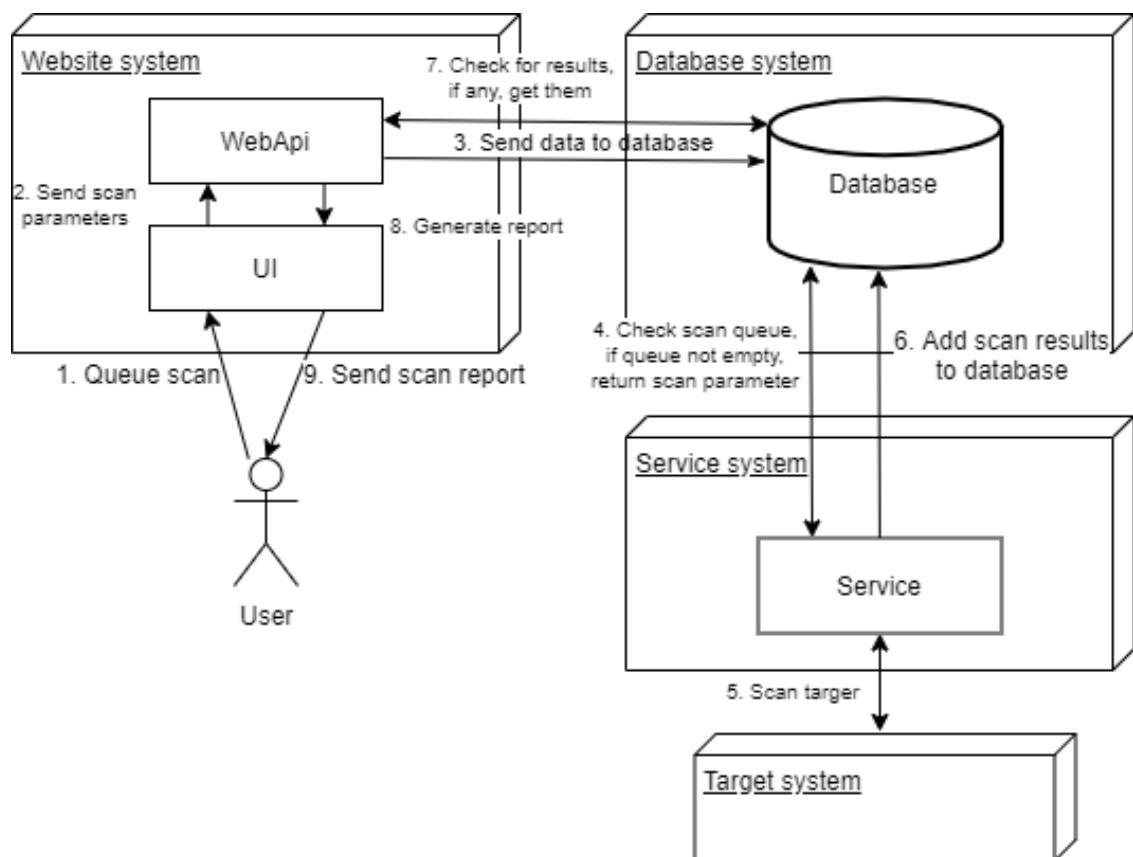 Website system
WebApi
2. Send scan
parameters
UI
8. Generate report
1. Queue scan
9. Send scan report
User
7. Check for results,
if any, get them
3. Send data to database
Database system
Database
4. Check scan queue,
if queue not empty,
return scan parameter
6. Add scan results
to database
Service system
Service
5. Scan targer
Target system